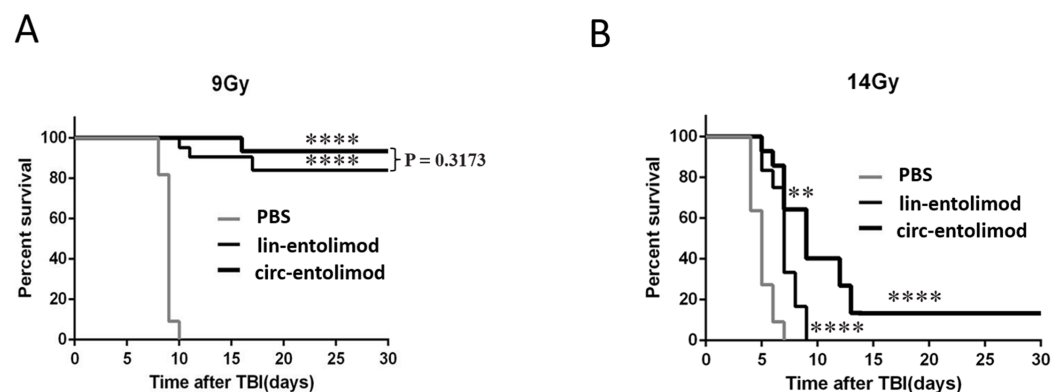 A
9Gy
Percent survival
100
80
60
40
20
0
****
****
P = 0.3173
PBS
lin-entolimod
circ-entolimod
0 5 10 15 20 25 30
Time after TBI(days)
B
14Gy
Percent survival
100
80
60
40
20
0
PBS
lin-entolimod
circ-entolimod
**
****
****
0 5 10 15 20 25 30
Time after TBI(days)